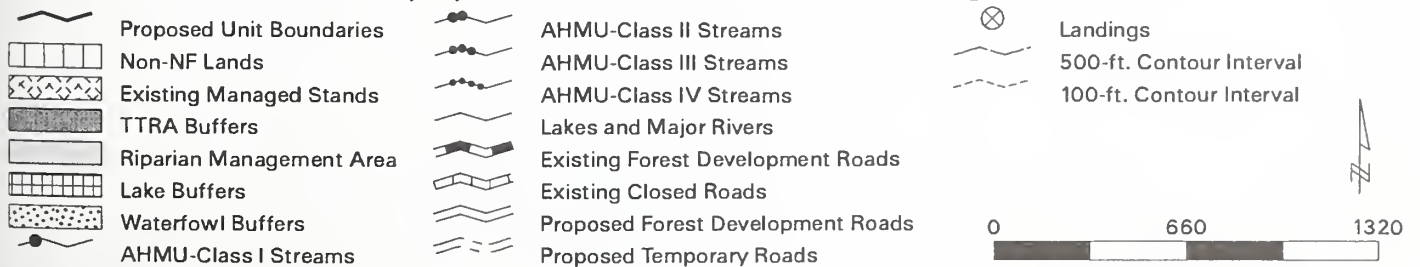 Proposed Unit Boundaries
Non-NF Lands
Existing Managed Stands
TTRA Buffers
Riparian Management Area
Lake Buffers
Waterfowl Buffers
AHMU-Class I Streams
AHMU-Class II Streams
AHMU-Class III Streams
AHMU-Class IV Streams
Lakes and Major Rivers
Existing Forest Development Roads
Existing Closed Roads
Proposed Forest Development Roads
Proposed Temporary Roads
Landings
500-ft. Contour Interval
100-ft. Contour Interval
0 660 1320